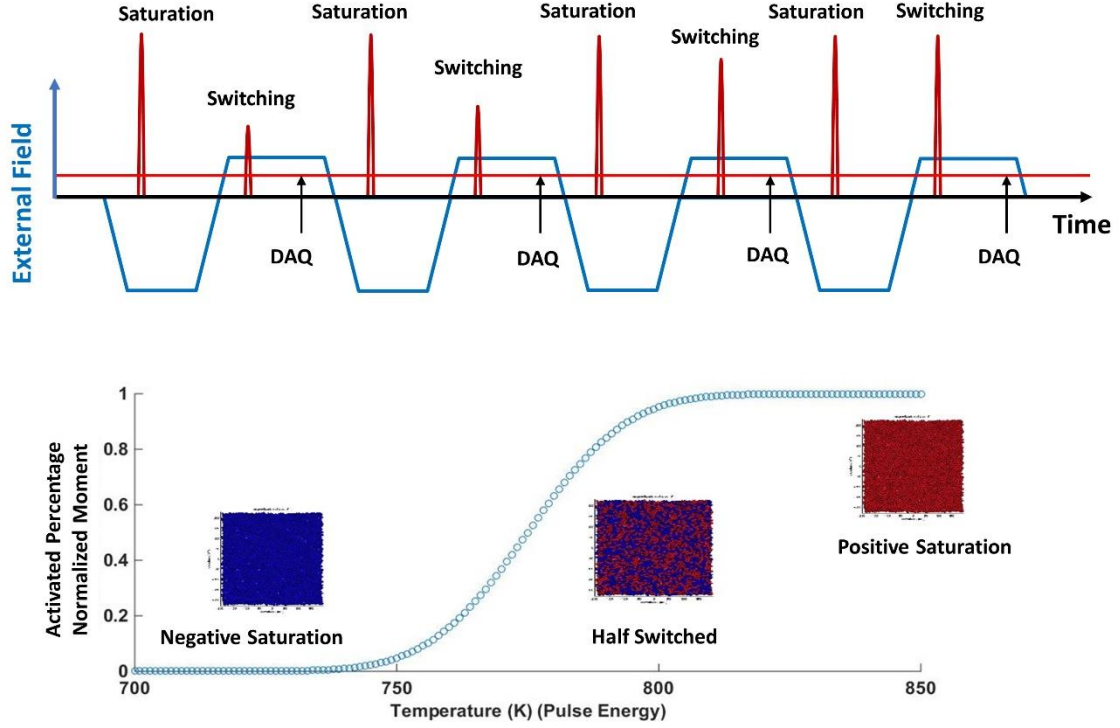 Saturation
Saturation
Saturation
Saturation
Switching
Switching
Switching
Switching
External Field
Time
DAQ
DAQ
DAQ
DAQ
1
0.8
0.6
0.4
0.2
0
Activated Percentage
Normalized Moment
Negative Saturation
Half Switched
Positive Saturation
700
750
800
850
Temperature (K) (Pulse Energy)